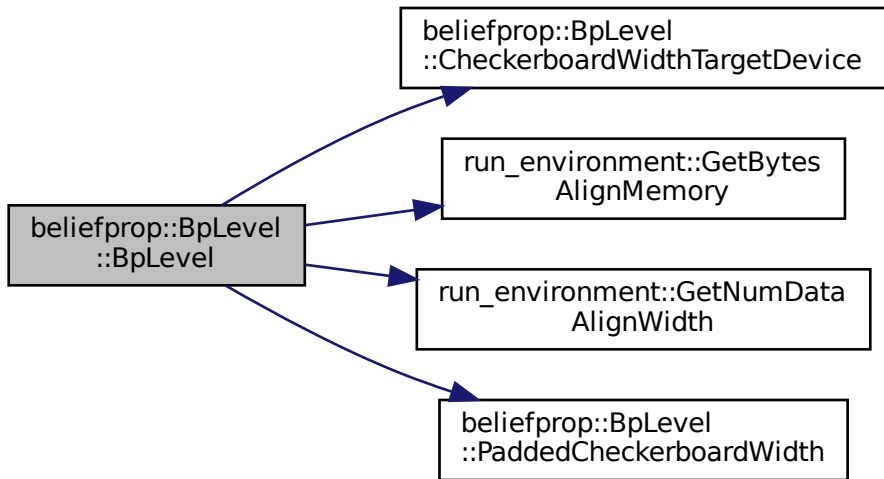 beliefprop::BpLevel
::BpLevel
beliefprop::BpLevel
::CheckerboardWidthTargetDevice
run_environment::GetBytes
AlignMemory
run_environment::GetNumData
AlignWidth
beliefprop::BpLevel
::PaddedCheckerboardWidth